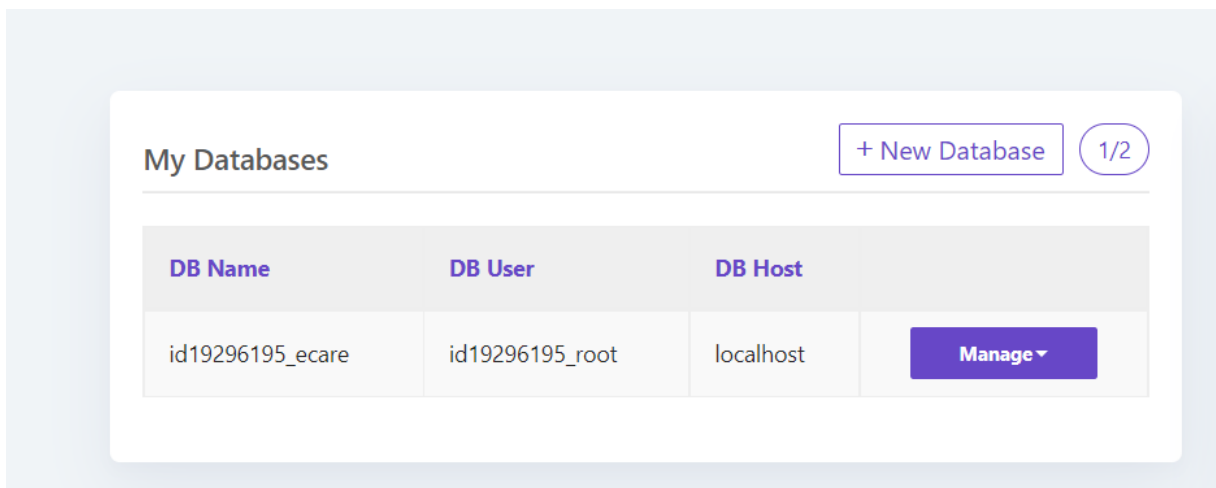 My Databases
+ New Database
1/2
DB Name DB User DB Host
id19296195_ecare id19296195_root localhost Manage